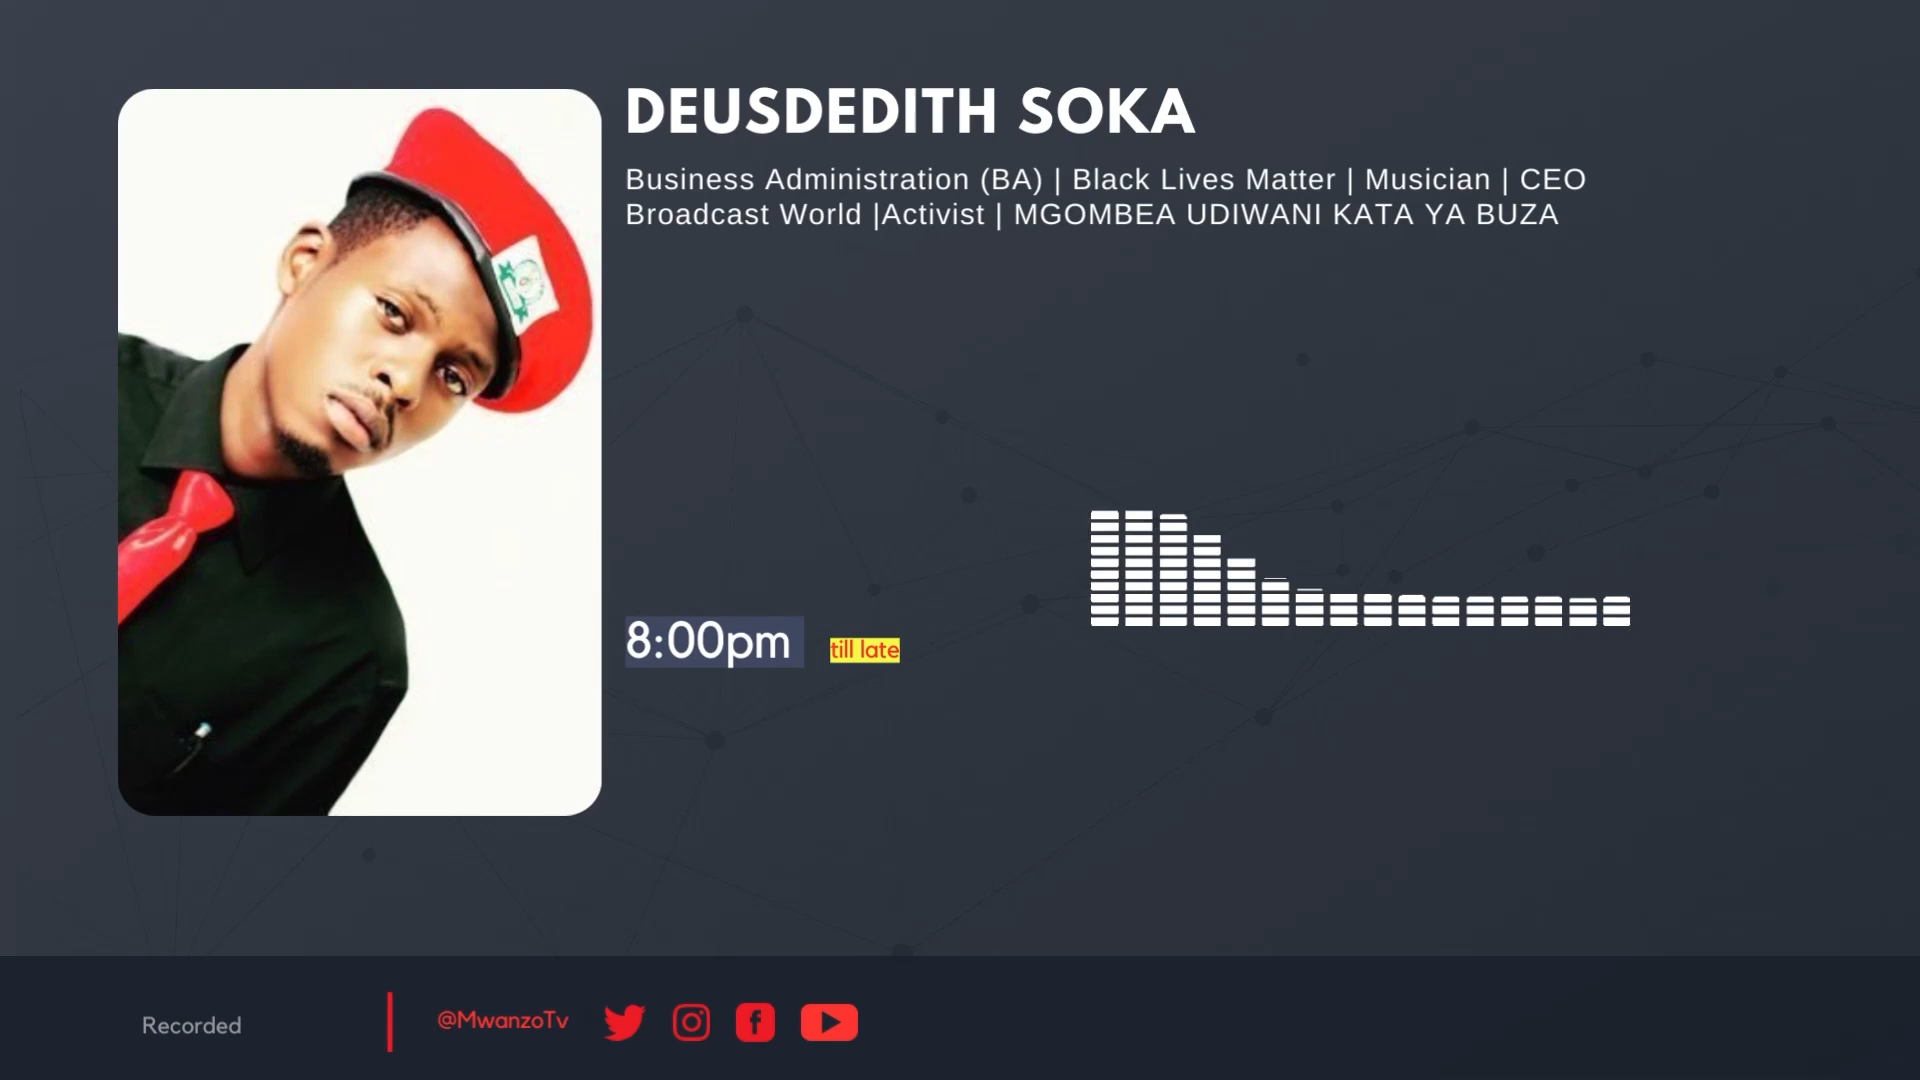 DEUSDEDITH SOKA
Business Administration (BA) | Black Lives Matter | Musician | CEO
Broadcast World |Activist | MGOMBEA UDIWANI KATA YA BUZA
8:00pm till late
Recorded
@MwanzoTv